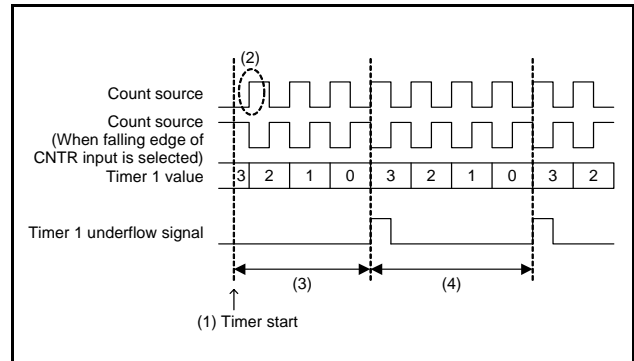 (2)
Count source
Count source
(When falling edge of
CNTR input is selected)
Timer 1 value
3 2 1 0 3 2 1 0 3 2
Timer 1 underflow signal
(3) (4)
(1) Timer start